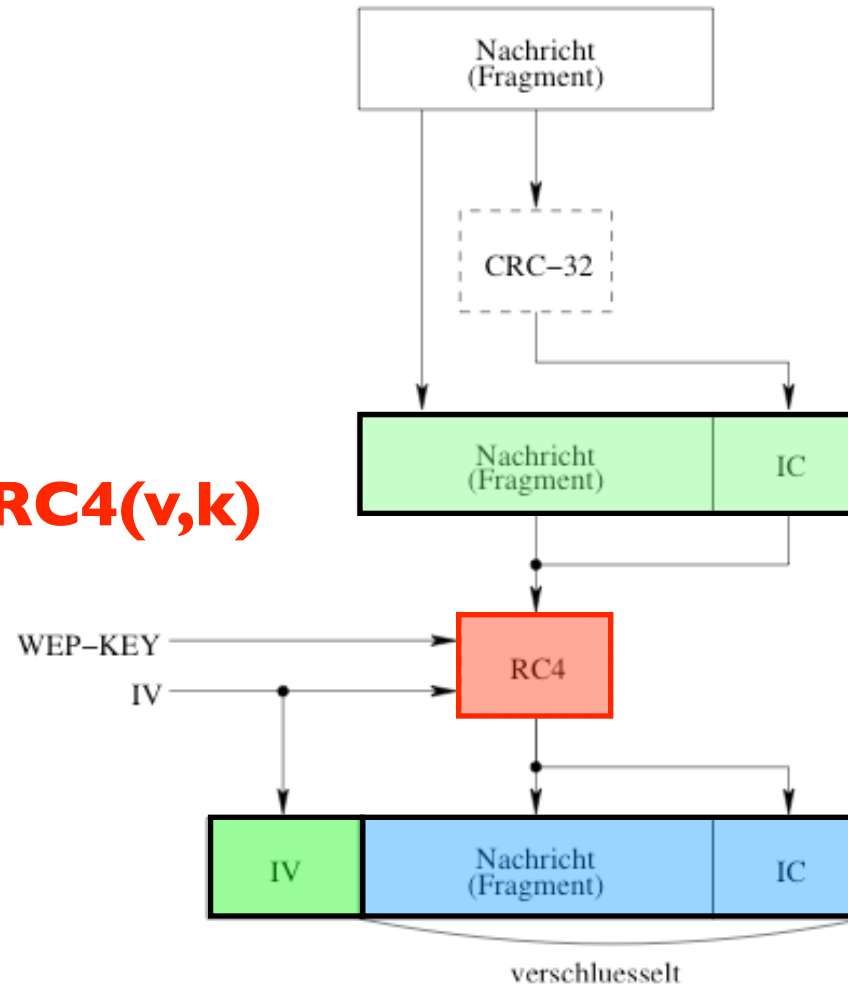 Nachricht
(Fragment)
CRC–32
Nachricht
(Fragment)
IC
RC4(v,k)
WEP–KEY
IV
RC4
IV
Nachricht
(Fragment)
IC
verschluesselt